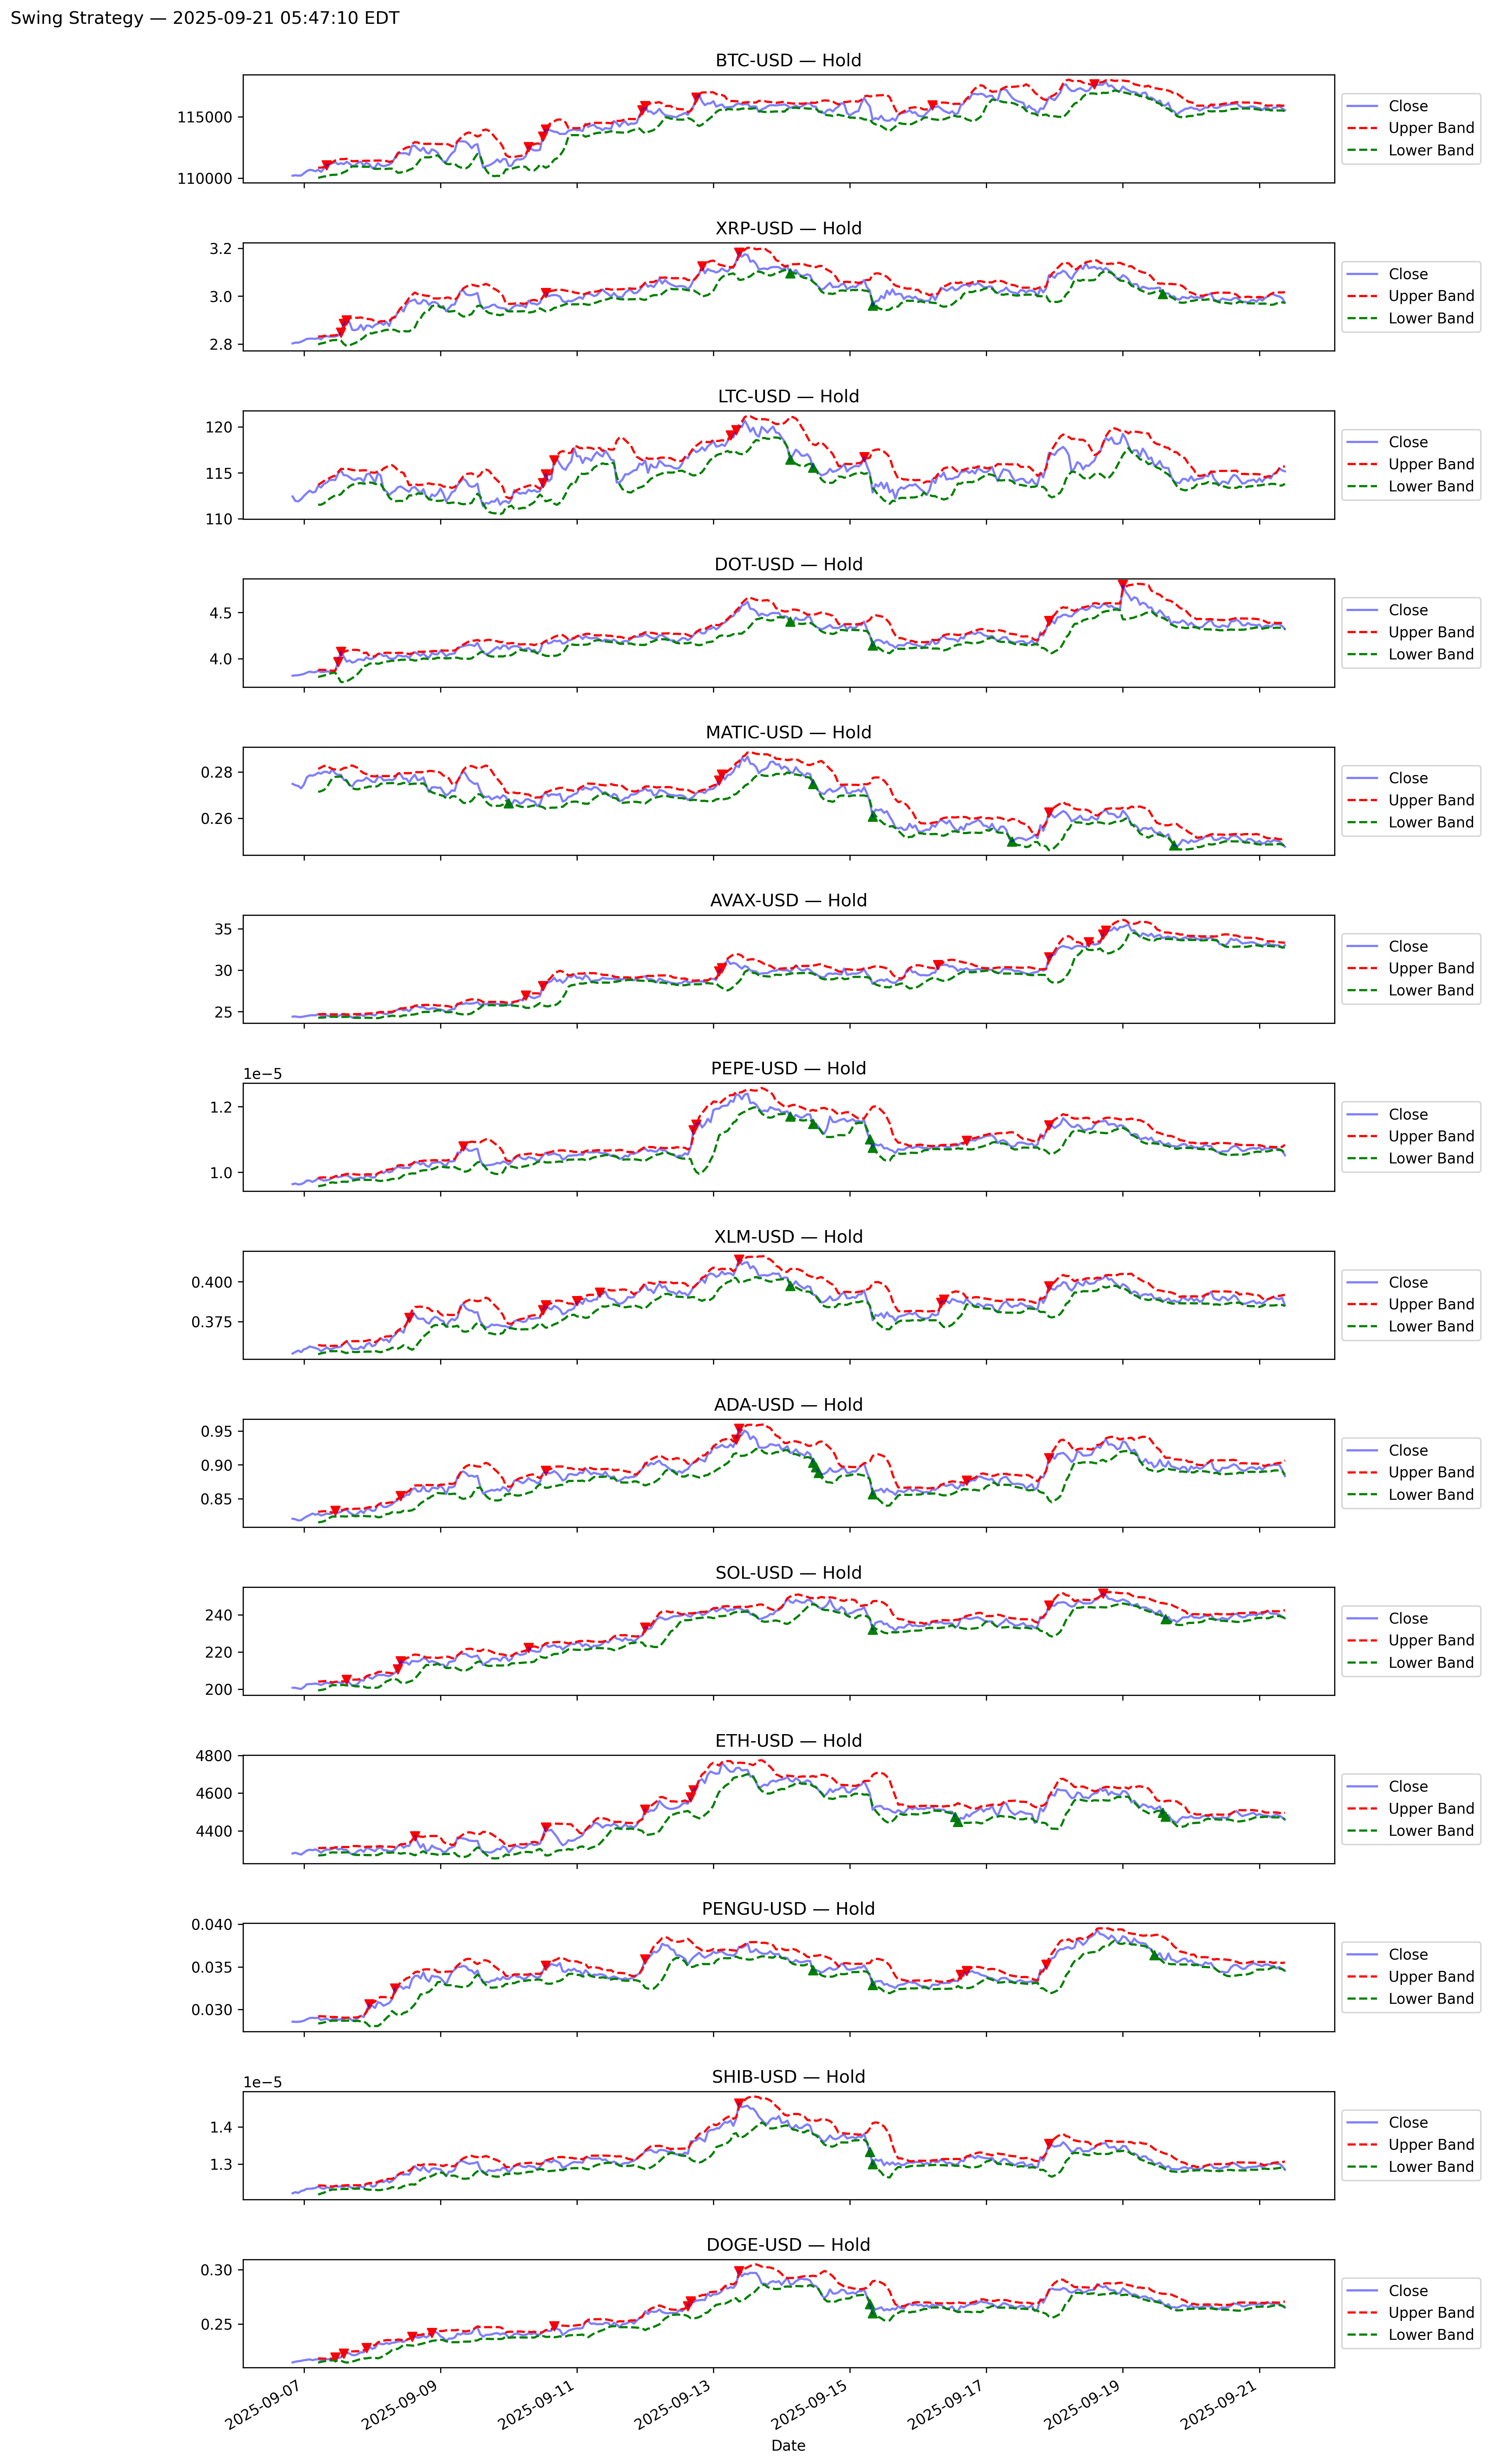 Swing Strategy — 2025-09-21 05:47:10 EDT
BTC-USD — Hold
115000
110000
Close
Upper Band
Lower Band
XRP-USD — Hold
3.2
3.0
2.8
Close
Upper Band
Lower Band
LTC-USD — Hold
120
115
110
Close
Upper Band
Lower Band
DOT-USD — Hold
4.5
4.0
Close
Upper Band
Lower Band
MATIC-USD — Hold
0.28
0.26
Close
Upper Band
Lower Band
AVAX-USD — Hold
35
30
25
Close
Upper Band
Lower Band
PEPE-USD — Hold
1e−5
1.2
1.0
Close
Upper Band
Lower Band
XLM-USD — Hold
0.400
0.375
Close
Upper Band
Lower Band
ADA-USD — Hold
0.95
0.90
0.85
Close
Upper Band
Lower Band
SOL-USD — Hold
240
220
200
Close
Upper Band
Lower Band
ETH-USD — Hold
4800
4600
4400
Close
Upper Band
Lower Band
PENGU-USD — Hold
0.040
0.035
0.030
Close
Upper Band
Lower Band
SHIB-USD — Hold
1e−5
1.4
1.3
Close
Upper Band
Lower Band
DOGE-USD — Hold
0.30
0.25
Close
Upper Band
Lower Band
2025-09-07
2025-09-09
2025-09-11
2025-09-13
2025-09-15
2025-09-17
2025-09-19
2025-09-21
Date